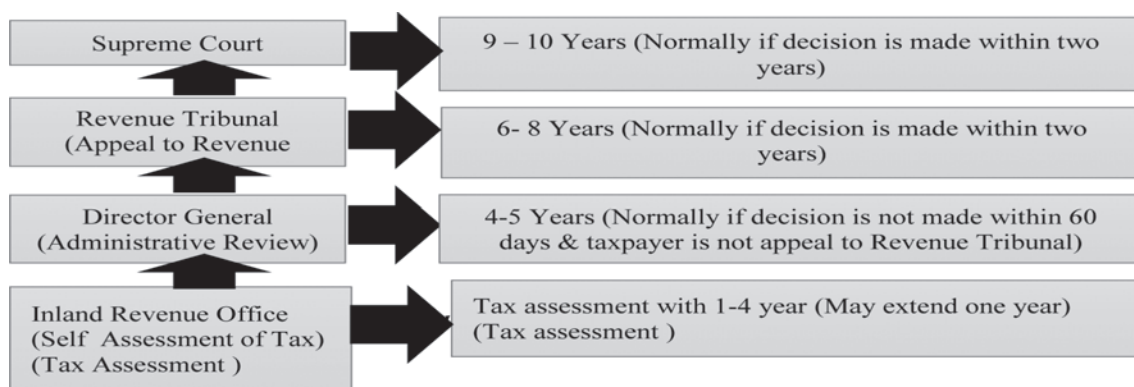 Supreme Court
9 – 10 Years (Normally if decision is made within two
years)
Revenue Tribunal
(Appeal to Revenue
6- 8 Years (Normally if decision is made within two
years)
Director General
(Administrative Review)
4-5 Years (Normally if decision is not made within 60
days & taxpayer is not appeal to Revenue Tribunal)
Inland Revenue Office
(Self Assessment of Tax)
(Tax Assessment )
Tax assessment with 1-4 year (May extend one year)
(Tax assessment )